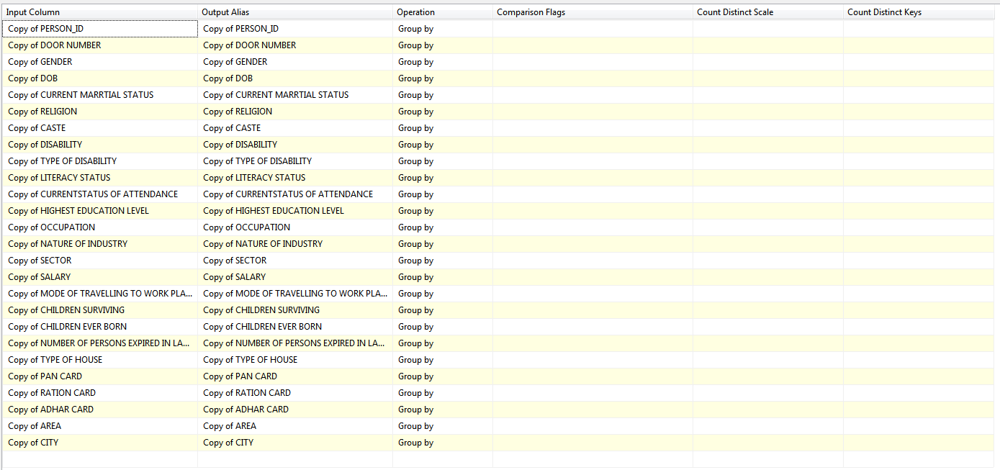 Input Column Output Alias Operation Comparison Flags Count Distinct Scale Count Distinct Keys
Copy of PERSON_ID Copy of PERSON_ID Group by
Copy of DOOR NUMBER Copy of DOOR NUMBER Group by
Copy of GENDER Copy of GENDER Group by
Copy of DOB Copy of DOB Group by
Copy of CURRENT MARRTIAL STATUS Copy of CURRENT MARRTIAL STATUS Group by
Copy of RELIGION Copy of RELIGION Group by
Copy of CASTE Copy of CASTE Group by
Copy of DISABILITY Copy of DISABILITY Group by
Copy of TYPE OF DISABILITY Copy of TYPE OF DISABILITY Group by
Copy of LITERACY STATUS Copy of LITERACY STATUS Group by
Copy of CURRENTSTATUS OF ATTENDANCE Copy of CURRENTSTATUS OF ATTENDANCE Group by
Copy of HIGHEST EDUCATION LEVEL Copy of HIGHEST EDUCATION LEVEL Group by
Copy of OCCUPATION Copy of OCCUPATION Group by
Copy of NATURE OF INDUSTRY Copy of NATURE OF INDUSTRY Group by
Copy of SECTOR Copy of SECTOR Group by
Copy of SALARY Copy of SALARY Group by
Copy of MODE OF TRAVELLING TO WORK PLA... Copy of MODE OF TRAVELLING TO WORK PLA... Group by
Copy of CHILDREN SURVIVING Copy of CHILDREN SURVIVING Group by
Copy of CHILDREN EVER BORN Copy of CHILDREN EVER BORN Group by
Copy of NUMBER OF PERSONS EXPIRED IN LA... Copy of NUMBER OF PERSONS EXPIRED IN LA... Group by
Copy of TYPE OF HOUSE Copy of TYPE OF HOUSE Group by
Copy of PAN CARD Copy of PAN CARD Group by
Copy of RATION CARD Copy of RATION CARD Group by
Copy of ADHAR CARD Copy of ADHAR CARD Group by
Copy of AREA Copy of AREA Group by
Copy of CITY Copy of CITY Group by